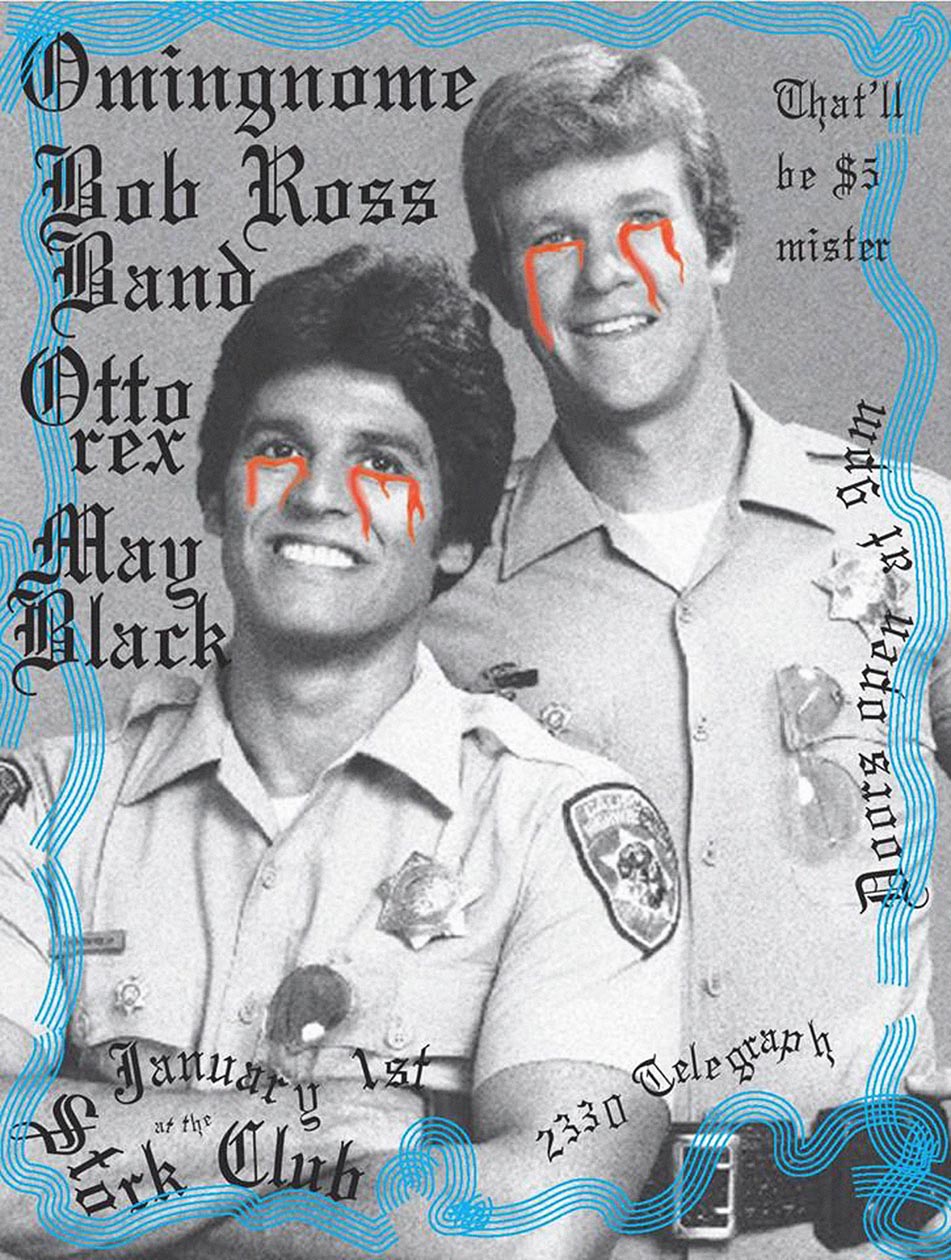 Omingnome
Bob Ross
Band
Otto
rex
May
Black
That'll
be $5
mister
Doors open at 9pm
January 1st
at the
Stork Club
2330 Telegraph